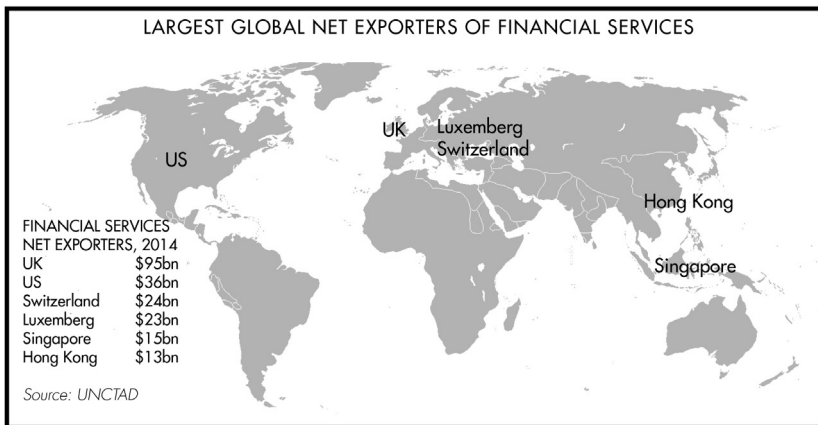 LARGEST GLOBAL NET EXPORTERS OF FINANCIAL SERVICES
US
UK
Luxemberg
Switzerland
Hong Kong
Singapore
FINANCIAL SERVICES
NET EXPORTERS, 2014
UK $95bn
US $36bn
Switzerland $24bn
Luxemberg $23bn
Singapore $15bn
Hong Kong $13bn
Source: UNCTAD